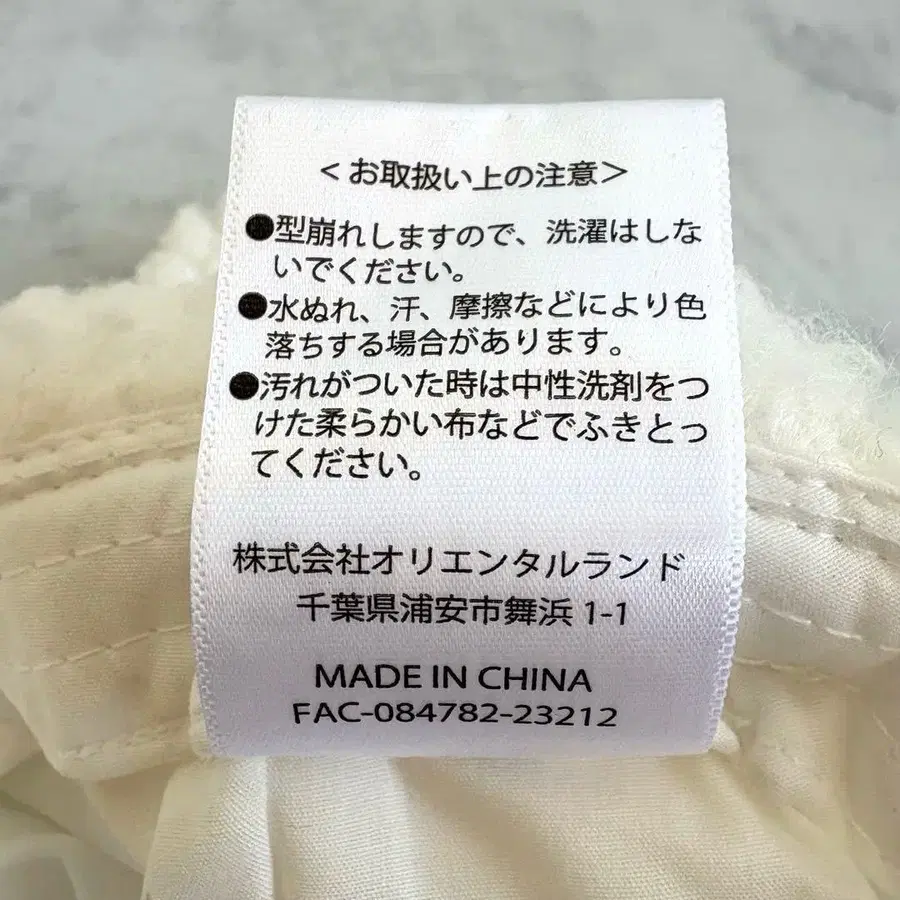 ＜お取扱い上の注意＞
●型崩れしますので、洗濯はしな
いでください。
●水ぬれ、汗、摩擦などにより色
落ちする場合があります。
●汚れがついた時は中性洗剤をつ
けた柔らかい布などでふきとっ
てください。
株式会社オリエンタルランド
千葉県浦安市舞浜 1-1
MADE IN CHINA
FAC-084782-23212